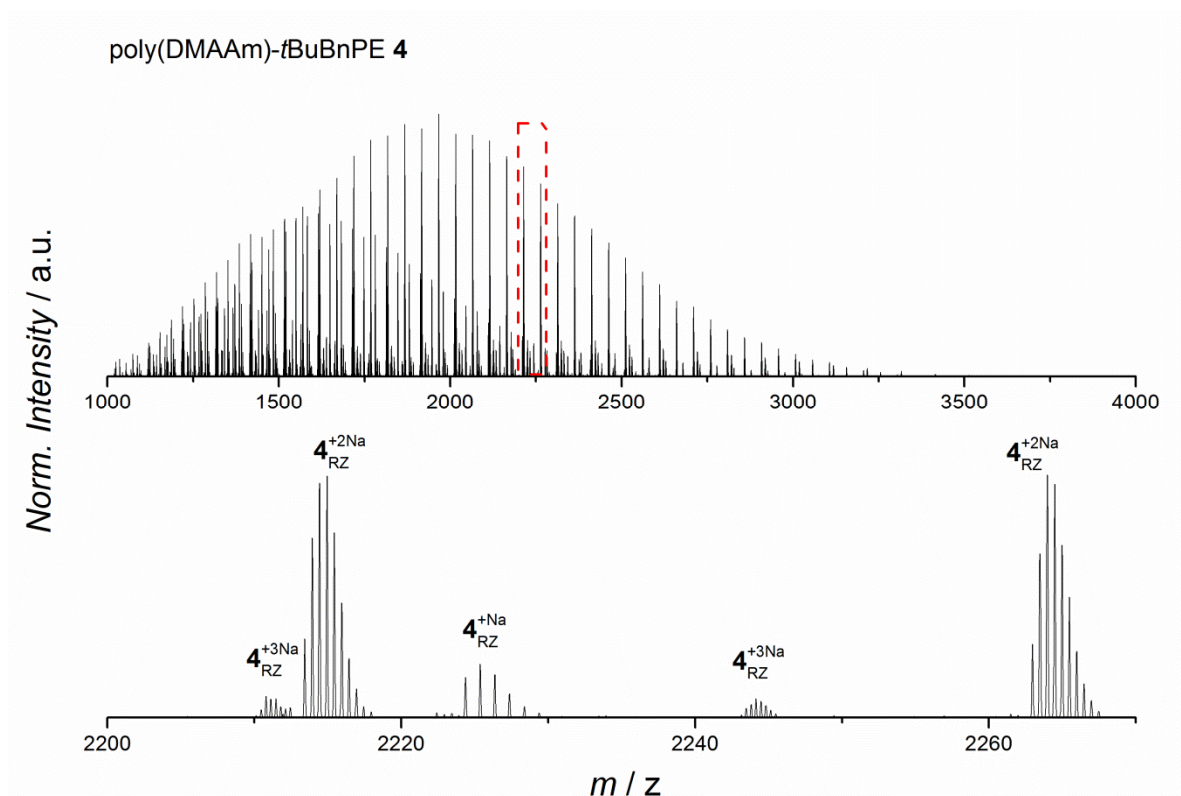 poly(DMAAm)-tBuBnPE 4
Norm. Intensity / a.u.
1000 1500 2000 2500 3000 3500 4000
4 +2Na RZ
4 +2Na RZ
4 +Na RZ
4 +3Na RZ
4 +3Na RZ
2200 2220 2240 2260
m / z